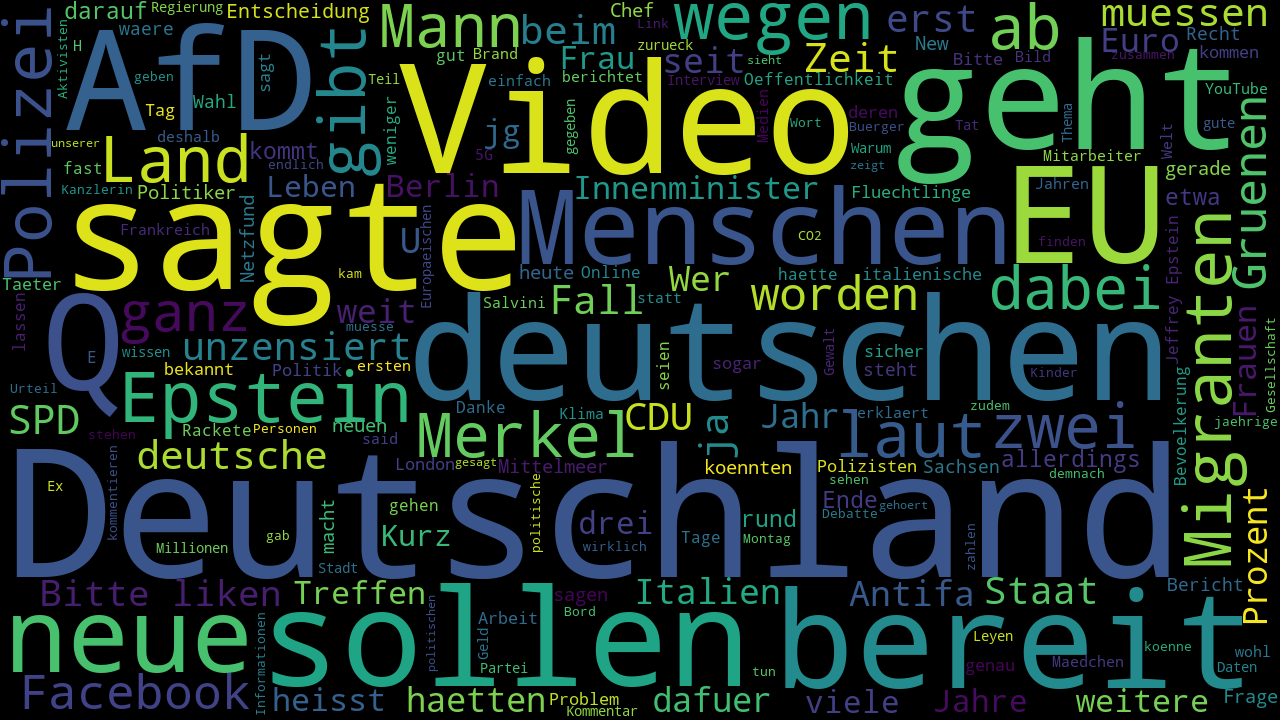 Polizei
darauf
Regierung
Entscheidung
Mann
beim
Chef
Link
wegen
erst
ab
muessen
Aktivisten
H
waere
AfD
sagt
gibt
gut
Brand
Frau
zurueck
seit
sieht
Zeit
New
Bitte
Bild
Euro
Recht
zusammen
kommen
geben
Tag
Wahl
Teil
Video
einfach
berichtet
Interview
Oeffentlichkeit
geht
YouTube
unserer
deshalb
weniger
jg
gegeben
Medien
Wort
deren
Buerger
Tat
Thema
gute
Land
kommt
5G
Warum
Mitarbeiter
Welt
Gruenen
fast
endlich
zeigt
gerade
Kanzlerin
Politiker
Leben
Berlin
Innenminister
Fluechtlinge
Jahren
etwa
Netzfund
sagte
Europaeischen
Menschen
EU
Frankreich
U
CO2
finden
Migranten
Jeffrey Epstein
Taeter
kam
heute
Online
Wer
haette
italienische
lassen
Q
ganz
weit
Salvini
Fall
statt
worden
dabei
Frauen
Gesellschaft
E
wissen
unzensiert
muesse
deutschen
seien
sogar
Gewalt
sicher
steht
Kinder
Urteil
bekannt
Politik
ersten
Bevoelkerung
SPD
Epstein
Danke
Klima
CDU
ja
Jahr
erklaert
zudem
zwei
jaehrige
stehen
Rackete
Personen
neuen
said
Merkel
laut
allerdings
kommentieren
deutsche
London
gesagt
Mittelmeer
koennten
Polizisten
Sachsen
demnach
Ex
Deutschland
gehen
politische
sehen
Ende
gehoert
Prozent
Millionen
gab
macht
Kurz
drei
wirklich
Tage
rund
Montag
Debatte
zahlen
Stadt
Bitte liken
Treffen
sagen
Italien
Antifa
Staat
Bericht
neue
Informationen
sollen
politischen
Geld
Arbeit
Bord
Partei
tun
bereit
Leyen
genau
Maedchen
koenne
wohl
Daten
Facebook
heisst
haetten
Problem
Kommentar
dafuer
viele
Jahre
weitere
Frage